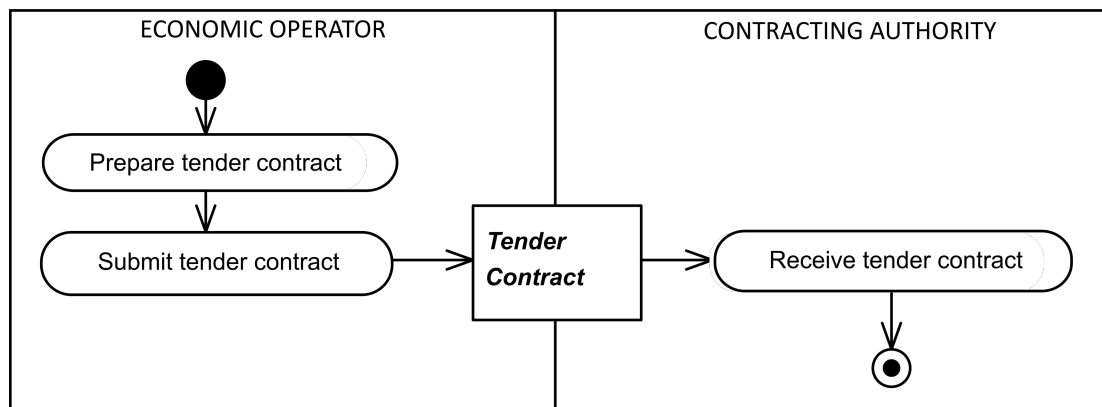 ECONOMIC OPERATOR
CONTRACTING AUTHORITY
Prepare tender contract
Submit tender contract
Tender
Contract
Receive tender contract